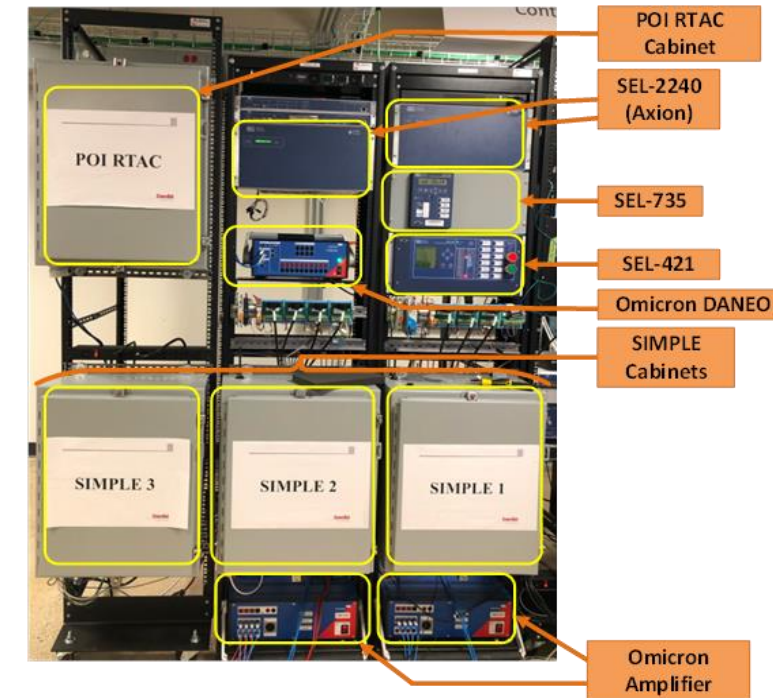 Cont
POI RTAC
Cabinet
SEL-2240
(Axion)
POI RTAC
SEL-735
SEL-421
Omicron DANEO
SIMPLE
Cabinets
SIMPLE 3
SIMPLE 2
SIMPLE 1
Omicron
Amplifier